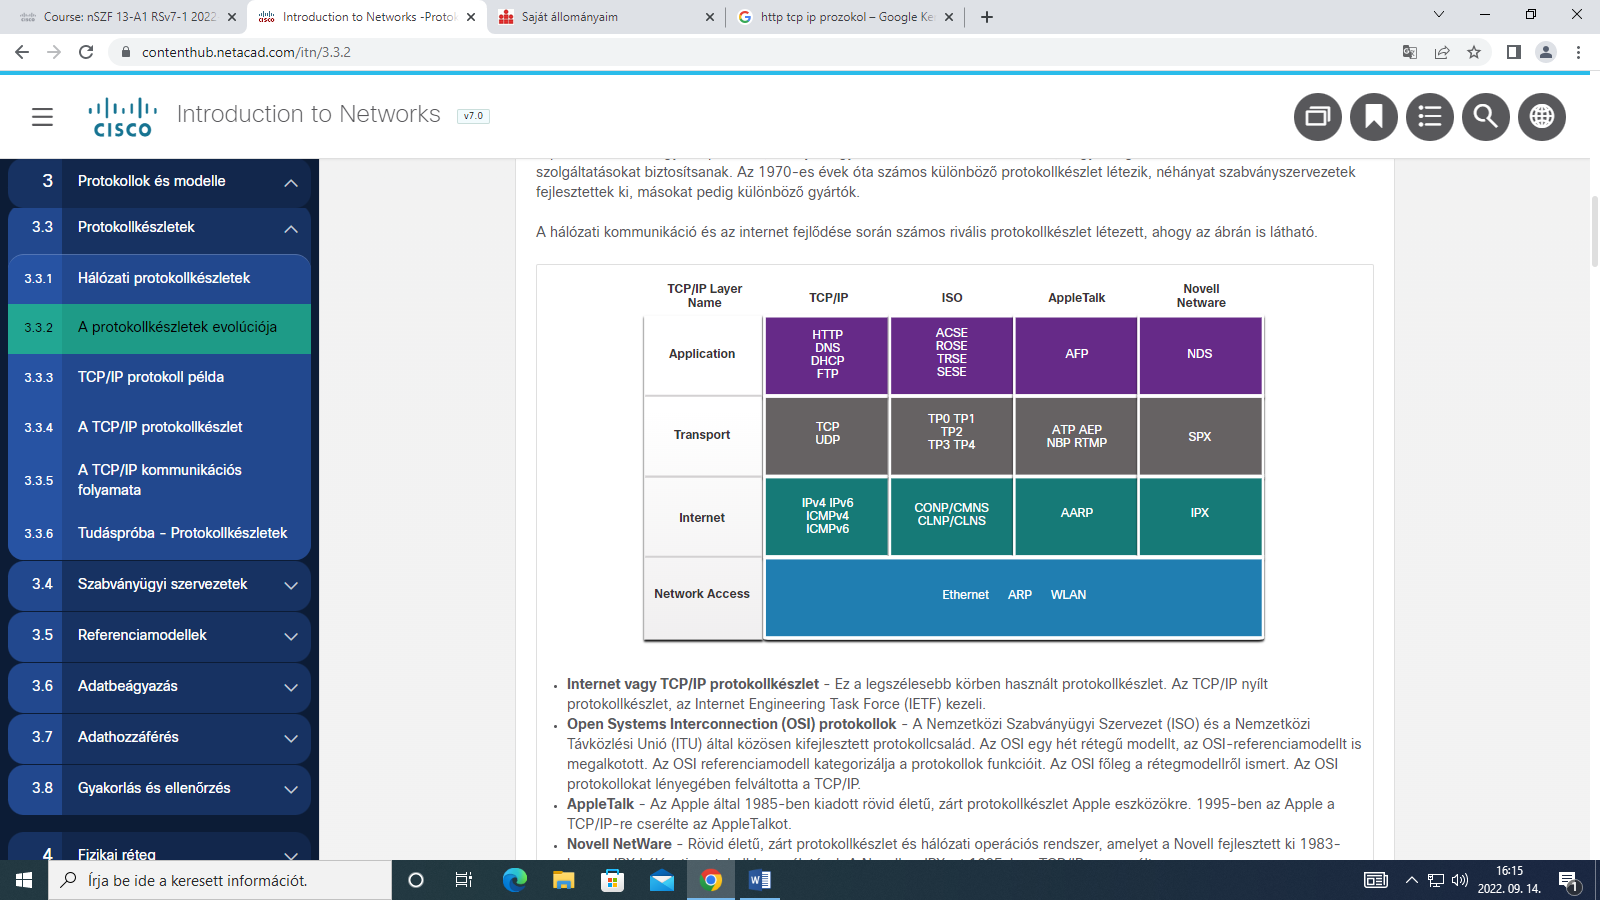 Course: nSZF 13-A1 RSv7-1 2022
Introduction to Networks -Protok
Saját állományaim
http tcp ip prozokol – Google Ke
contenthub.netacad.com/itn/3.3.2
CISCO
Introduction to Networks
v7.0
3 Protokollok és modelle
3.3 Protokollkészletek
3.3.1 Hálózati protokollkészletek
3.3.2 A protokollkészletek evolúciója
3.3.3 TCP/IP protokoll példa
3.3.4 A TCP/IP protokollkészlet
3.3.5 A TCP/IP kommunikációs
folyamata
3.3.6 Tudáspróba - Protokollkészletek
3.4 Szabványügyi szervezetek
3.5 Referenciamodellek
3.6 Adatbeágyazás
3.7 Adathozzáférés
3.8 Gyakorlás és ellenőrzés
4 Fizikai réteg
szolgáltatásokat biztosítsanak. Az 1970-es évek óta számos különböző protokollkészlet létezik, néhányat szabványszervezetek
fejlesztettek ki, másokat pedig különböző gyártók.
A hálózati kommunikáció és az internet fejlődése során számos rivális protokollkészlet létezett, ahogy az ábrán is látható.
TCP/IP Layer
Name
TCP/IP
ISO
AppleTalk
Novell
Netware
Application
HTTP
DNS
DHCP
FTP
ACSE
ROSE
TRSE
SESE
AFP
NDS
Transport
TCP
UDP
TP0 TP1
TP2
TP3 TP4
ATP AEP
NBP RTMP
SPX
Internet
IPv4 IPv6
ICMPv4
ICMPv6
CONP/CMNS
CLNP/CLNS
AARP
IPX
Network Access
Ethernet ARP WLAN
• Internet vagy TCP/IP protokollkészlet - Ez a legszélesebb körben használt protokollkészlet. Az TCP/IP nyílt
protokollkészlet, az Internet Engineering Task Force (IETF) kezeli.
• Open Systems Interconnection (OSI) protokollok - A Nemzetközi Szabványügyi Szervezet (ISO) és a Nemzetközi
Távközlési Unió (ITU) által közösen kifejlesztett protokollcsalád. Az OSI egy hét rétegű modellt, az OSI-referenciamodellt is
megalkotott. Az OSI referenciamodell kategorizálja a protokollok funkcióit. Az OSI főleg a rétegmodellről ismert. Az OSI
protokollokat lényegében felváltotta a TCP/IP.
• AppleTalk - Az Apple által 1985-ben kiadott rövid életű, zárt protokollkészlet Apple eszközökre. 1995-ben az Apple a
TCP/IP-re cserélte az AppleTalkot.
• Novell NetWare - Rövid életű, zárt protokollkészlet és hálózati operációs rendszer, amelyet a Novell fejlesztett ki 1983-
Írja be ide a keresett információt.
16:15
2022. 09. 14.
1